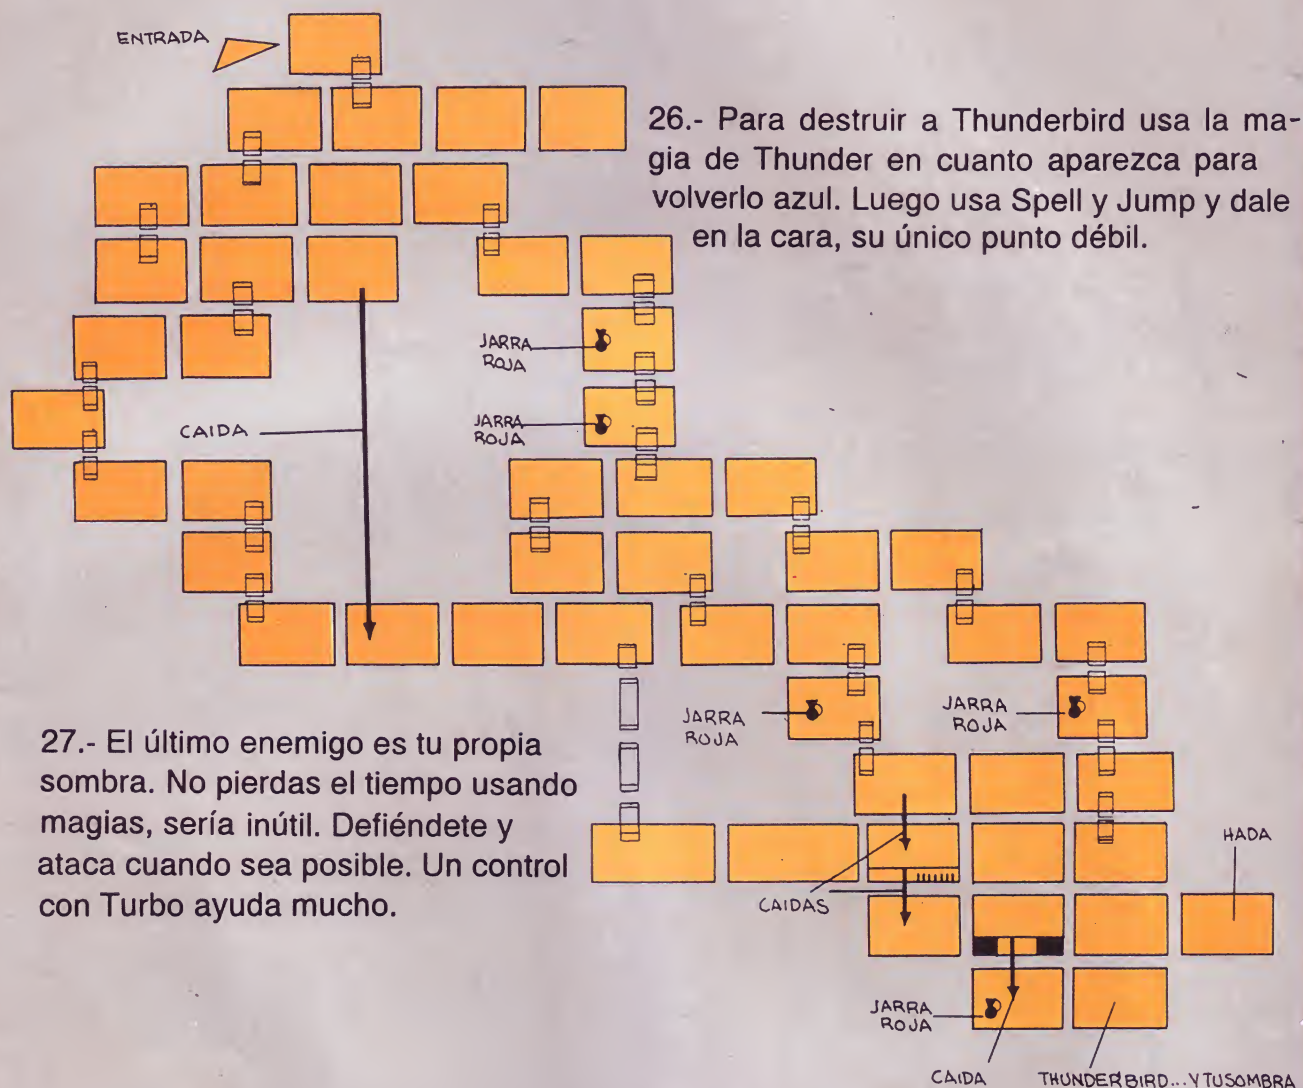 ENTRADA
26.- Para destruir a Thunderbird usa la ma-
gia de Thunder en cuanto aparezca para
volverlo azul. Luego usa Spell y Jump y dale
en la cara, su único punto débil.
JARRA
ROJA
JARRA
ROJA
CAIDA
JARRA
ROJA
JARRA
ROJA
27.- El último enemigo es tu propia
sombra. No pierdas el tiempo usando
magias, sería inútil. Defiéndete y
ataca cuando sea posible. Un control
con Turbo ayuda mucho.
HADA
CAIDAS
JARRA
ROJA
CAIDA
THUNDERBIRD...Y TU SOMBRA